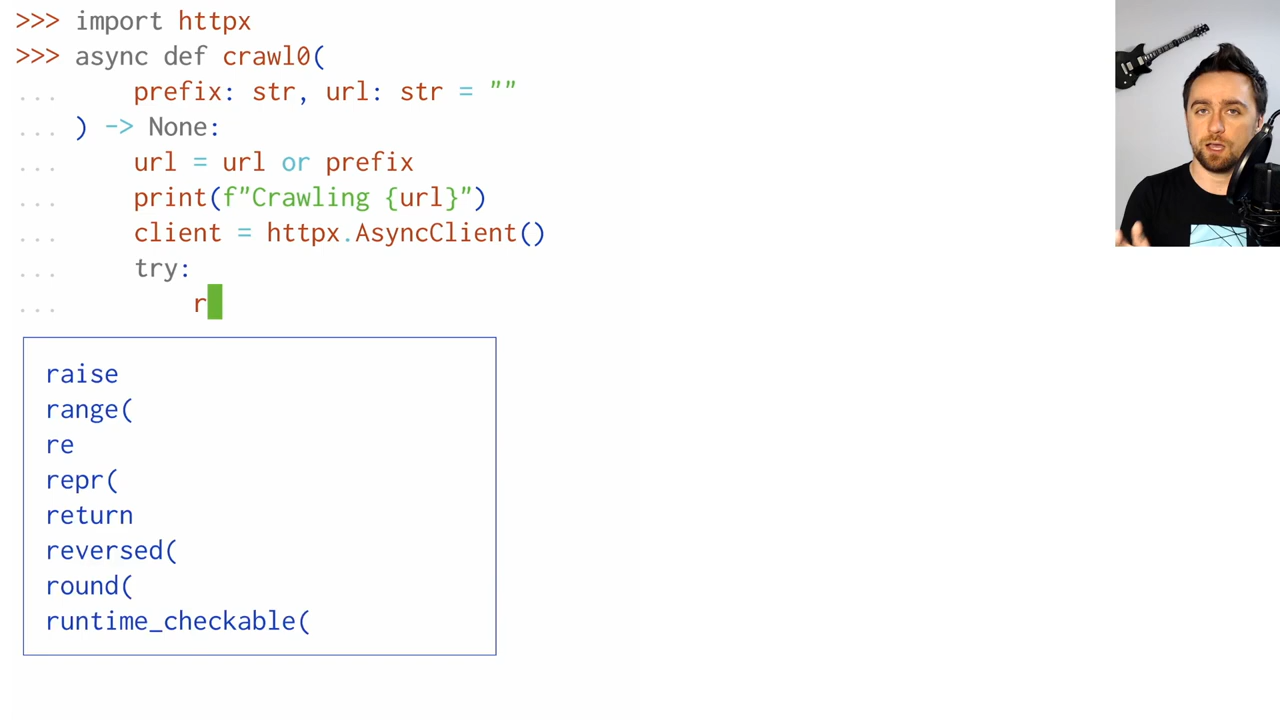 >>> import httpx
>>> async def crawl0(
...     prefix: str, url: str = ""
... ) -> None:
...     url = url or prefix
...     print(f"Crawling {url}")
...     client = httpx.AsyncClient()
...     try:
...         r
raise
range(
re
repr(
return
reversed(
round(
runtime_checkable(